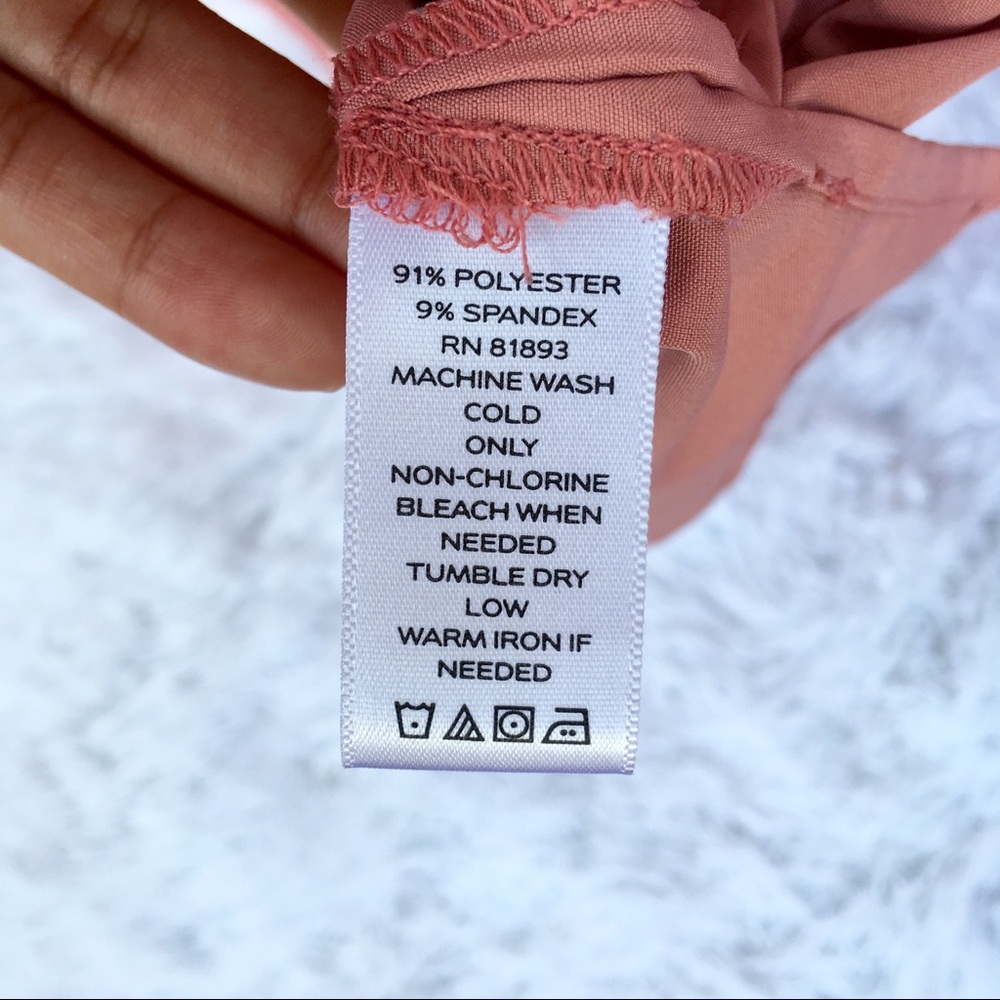 91% POLYESTER
9% SPANDEX
RN 81893
MACHINE WASH
COLD
ONLY
NON-CHLORINE
BLEACH WHEN
NEEDED
TUMBLE DRY
LOW
WARM IRON IF
NEEDED